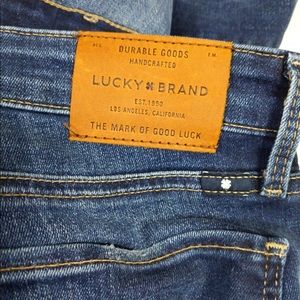 DURABLE GOODS
HANDCRAFTED
LUCKY BRAND
EST. 1990
LOS ANGELES, CALIFORNIA
THE MARK OF GOOD LUCK